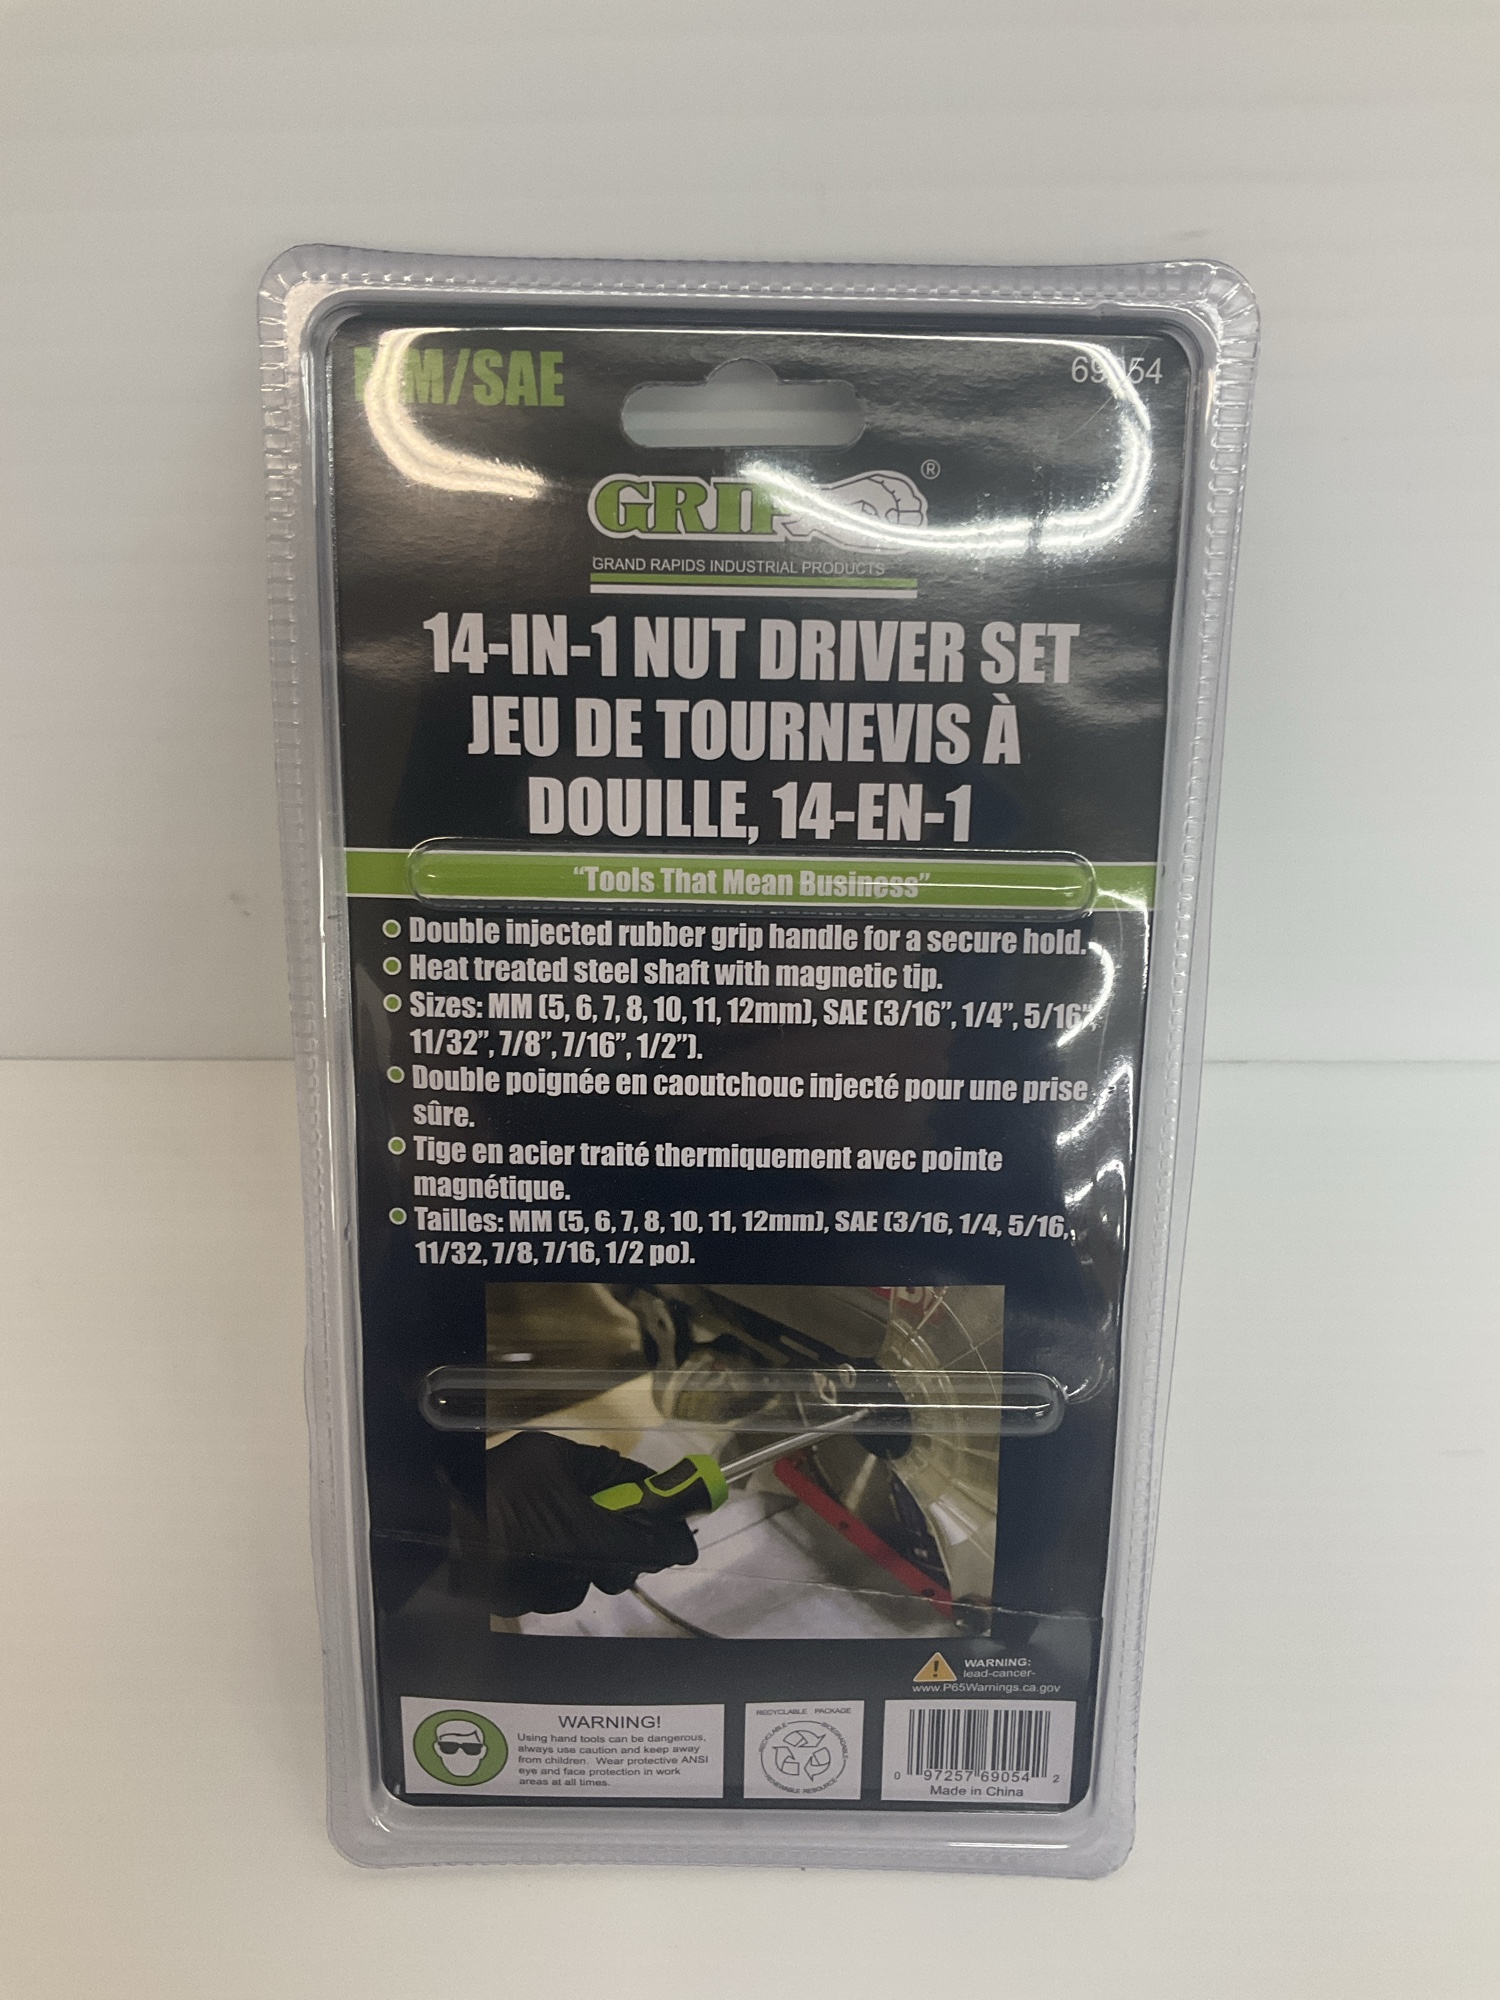 MM/SAE
69054
GRIP ®
GRAND RAPIDS INDUSTRIAL PRODUCTS
14-IN-1 NUT DRIVER SET
JEU DE TOURNEVIS À
DOUILLE, 14-EN-1
“Tools That Mean Business”
Double injected rubber grip handle for a secure hold.
Heat treated steel shaft with magnetic tip.
Sizes: MM (5, 6, 7, 8, 10, 11, 12mm), SAE (3/16”, 1/4”, 5/16”,
11/32”, 7/8”, 7/16”, 1/2”).
Double poignée en caoutchouc injecté pour une prise
sûre.
Tige en acier traité thermiquement avec pointe
magnétique.
Tailles: MM (5, 6, 7, 8, 10, 11, 12mm), SAE (3/16, 1/4, 5/16,
11/32, 7/8, 7/16, 1/2 po).
WARNING:
lead-cancer-
www.P65Warnings.ca.gov
WARNING!
Using hand tools can be dangerous,
always use caution and keep away
from children. Wear protective ANSI
eye and face protection in work
areas at all times.
RECYCLABLE PACKAGE
RECYCLABLE BIODEGRADABLE
RENEWABLE RESOURCE
0 97257 69054 2
Made in China